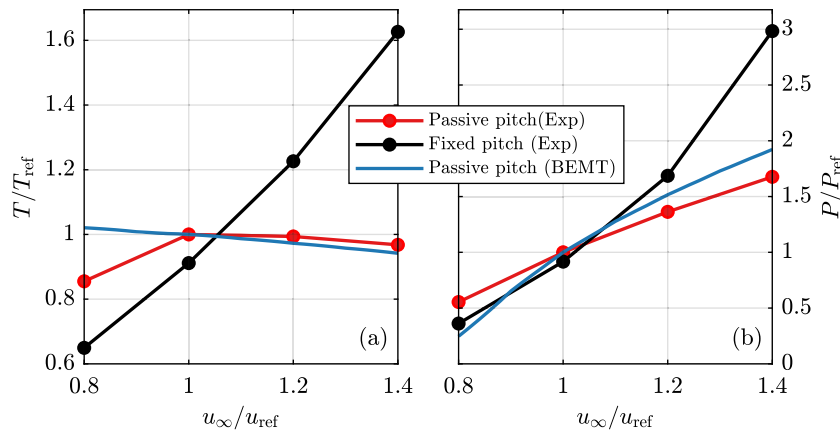 T/T_ref
1.6
1.4
1.2
1
0.8
0.6
0.8
1
1.2
1.4
u_∞/u_ref
(a)
Passive pitch(Exp)
Fixed pitch (Exp)
Passive pitch (BEMT)
3
2.5
2
1.5
1
0.5
0
P/P_ref
0.8
1
1.2
1.4
u_∞/u_ref
(b)